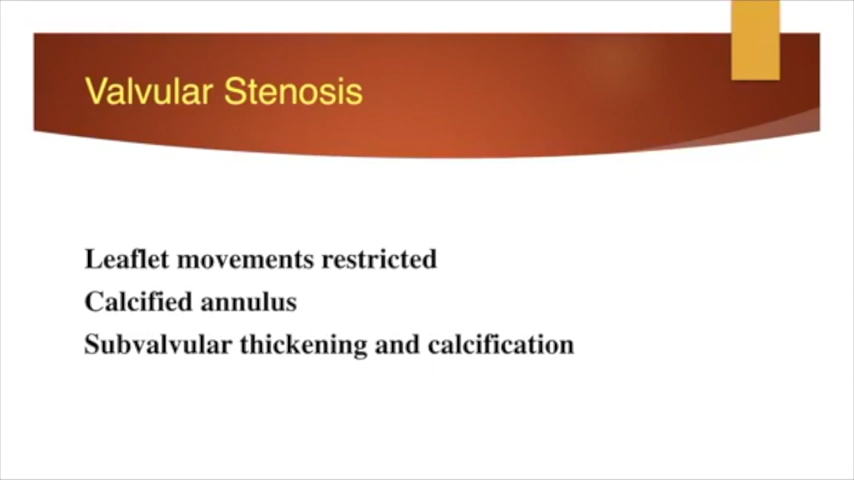 Valvular Stenosis
Leaflet movements restricted
Calcified annulus
Subvalvular thickening and calcification